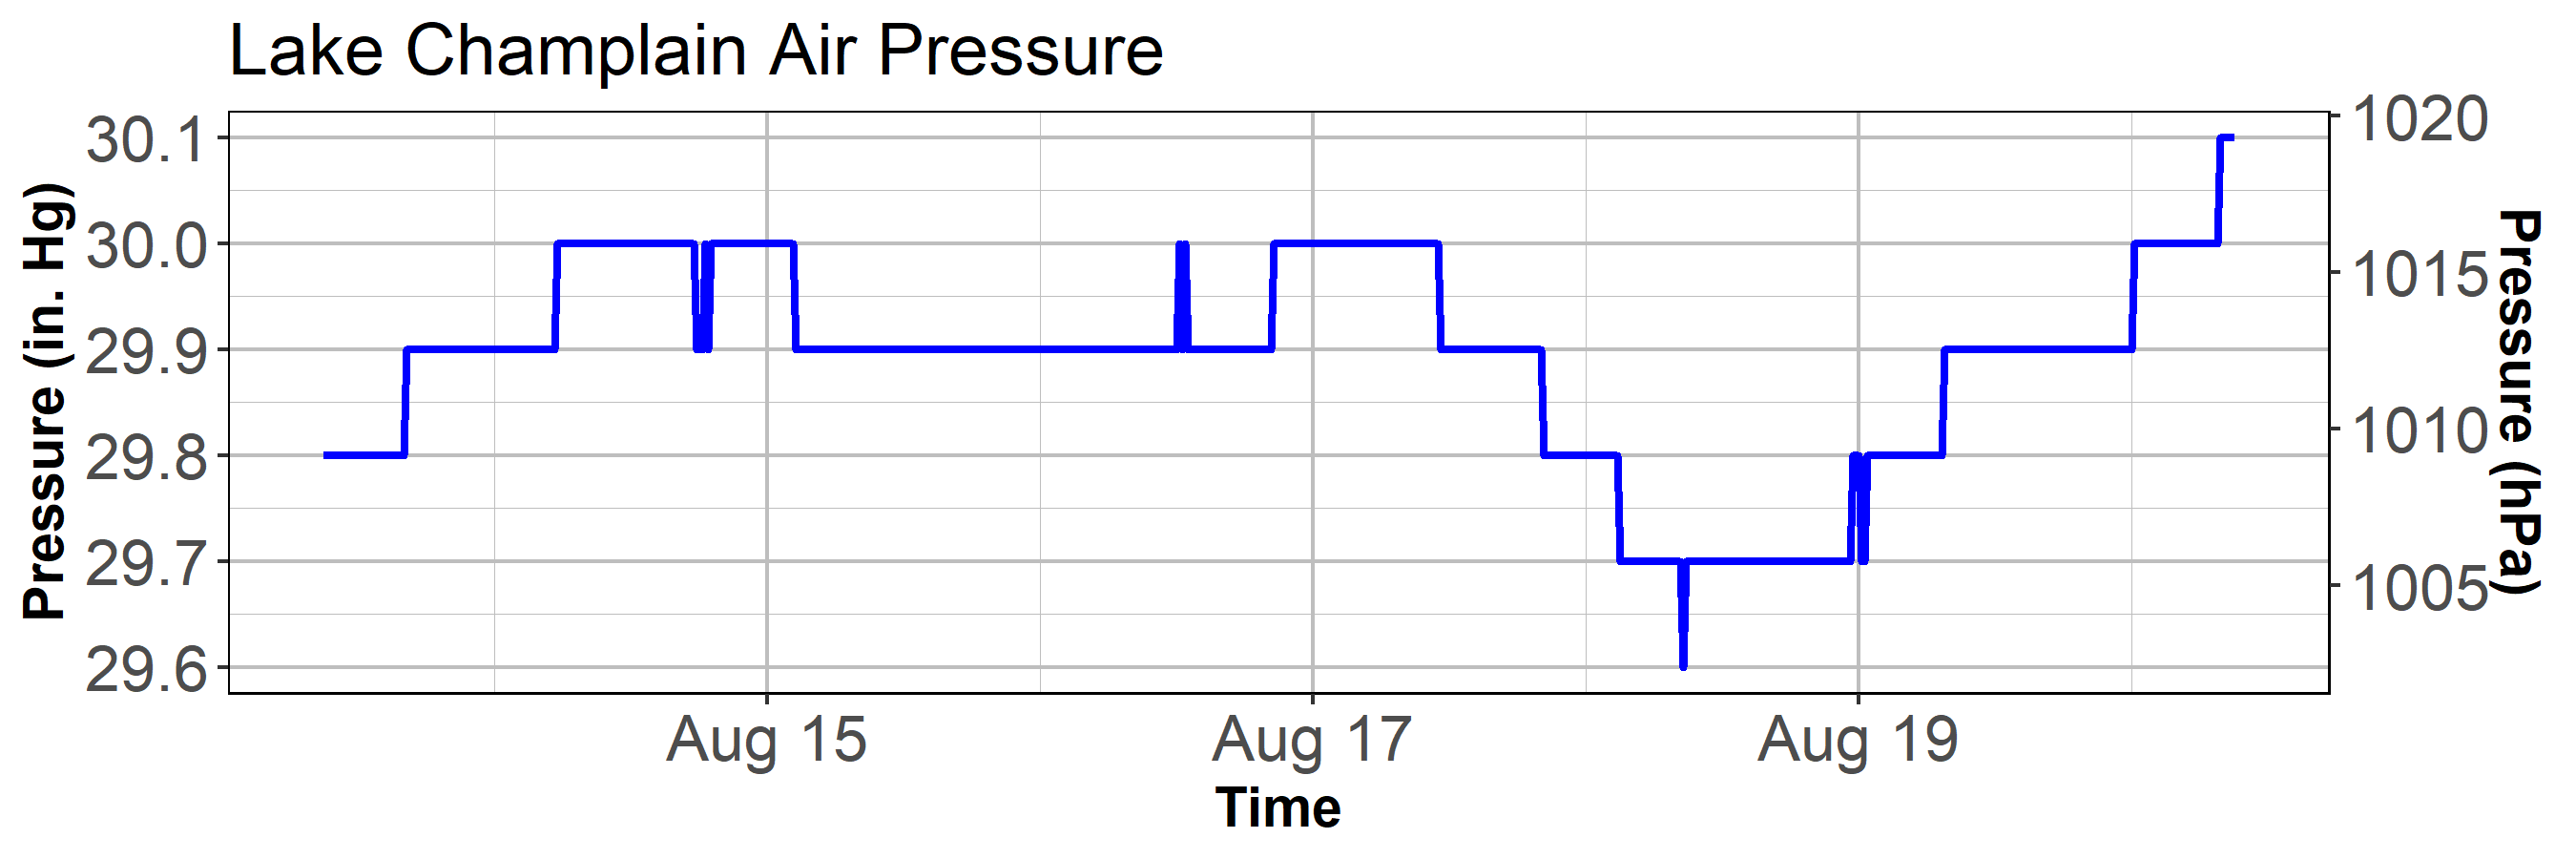 Lake Champlain Air Pressure
Pressure (in. Hg)
30.1
30.0
29.9
29.8
29.7
29.6
1020
1015
1010
1005
Pressure (hPa)
Aug 15 Aug 17 Aug 19
Time